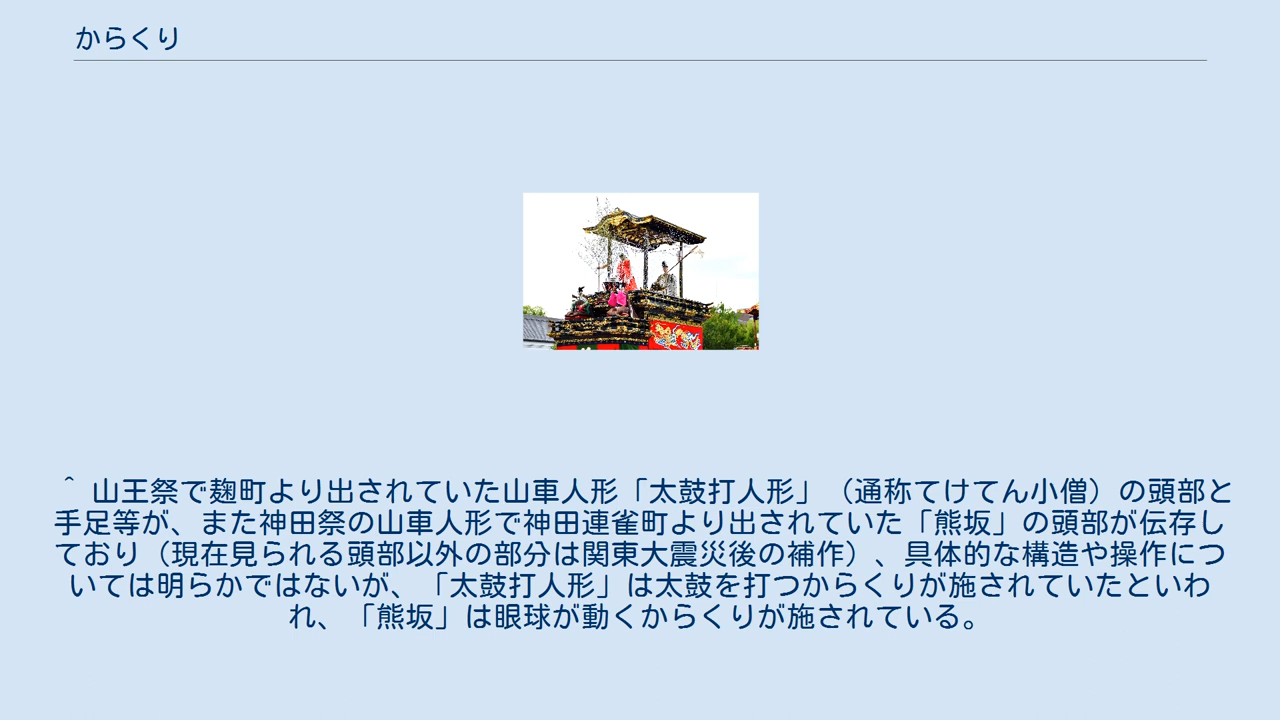 からくり
^ 山王祭で麹町より出されていた山車人形「太鼓打人形」（通称てけてん小僧）の頭部と
手足等が、また神田祭の山車人形で神田連雀町より出されていた「熊坂」の頭部が伝存し
ており（現在見られる頭部以外の部分は関東大震災後の補作）、具体的な構造や操作につ
いては明らかではないが、「太鼓打人形」は太鼓を打つからくりが施されていたといわ
れ、「熊坂」は眼球が動くからくりが施されている。